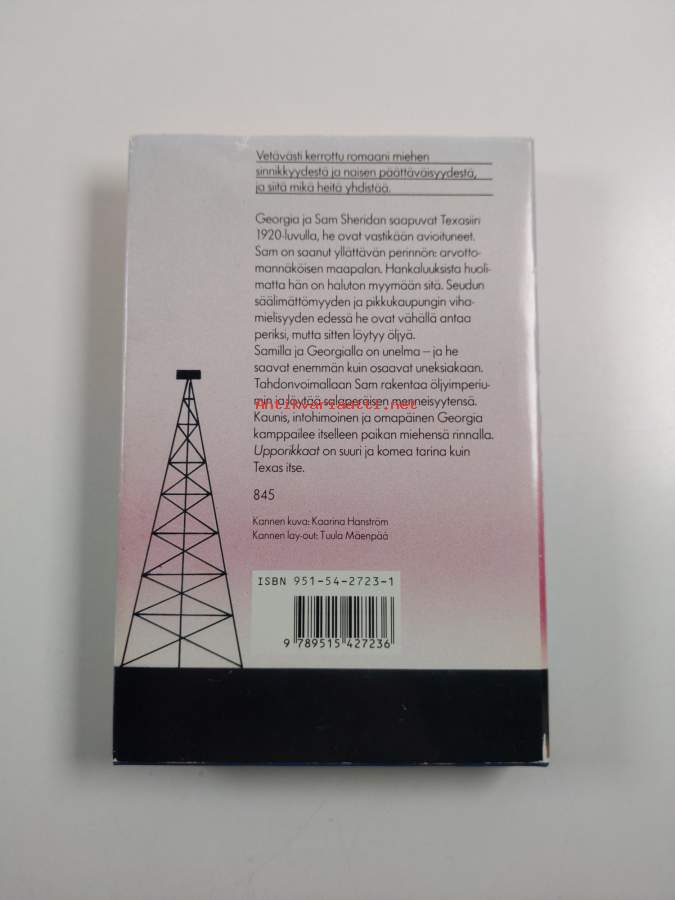 Vetävästi kerrottu romaani miehen
sinnikkyydestä ja naisen päättäväisyydestä,
ja siitä mikä heitä yhdistää.
Georgia ja Sam Sheridan saapuvat Texasiin
1920-luvulla, he ovat vastikään avioituneet.
Sam on saanut yllättävän perinnön: arvotto-
mannäköisen maapalan. Hankaluuksista huoli-
matta hän on haluton myymään sitä. Seudun
säälimättömyyden ja pikkukaupungin viha-
mielisyyden edessä he ovat vähällä antaa
periksi, mutta sitten löytyy öljyä.
Samilla ja Georgialla on unelma – ja he
saavat enemmän kuin osaavat uneksiakaan.
Tahdonvoimallaan Sam rakentaa öljyimperiu-
min ja löytää salaperäisen menneisyytensä.
Antikvariaatti.net
Kaunis, intohimoinen ja omapäinen Georgia
kamppailee itselleen paikan miehensä rinnalla.
Upporikkaat on suuri ja komea tarina kuin
Texas itse.
845
Kannen kuva: Kaarina Hanström
Kannen lay-out: Tuula Mäenpää
ISBN 951-54-2723-1
9 789515 427236